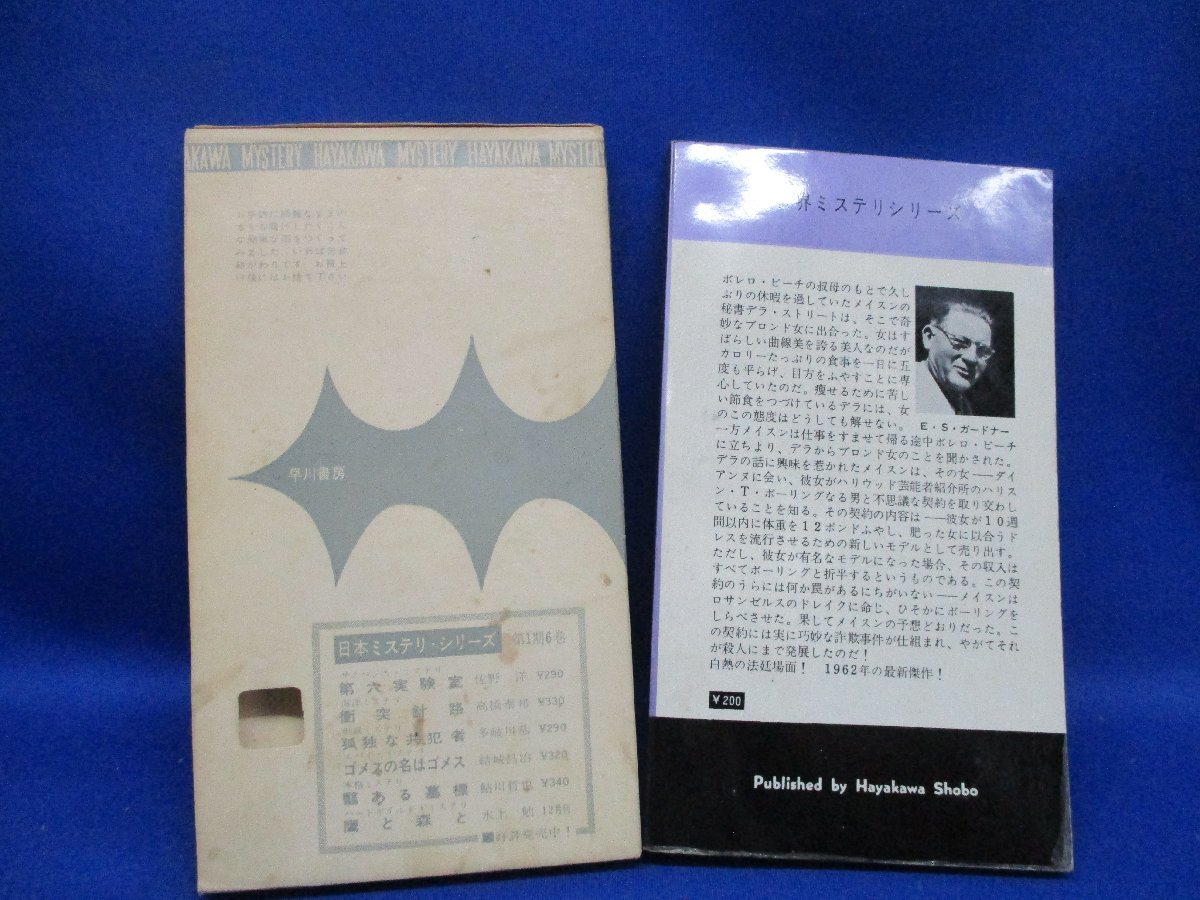 AKAWA MYSTERY HAYAKAWA MYSTERY HAYAKAWA MYSTER
早川書房
日本ミステリ・シリーズ 第1期6巻
第六実験室 佐野 洋 ¥290
衝突針路 高橋泰邦 ¥330
孤独な共犯者 多岐川恭 ¥290
ゴメスの名はゴメス 結城昌治 ¥320
本格ミステリ
翳ある墓標 鮎川哲也 ¥340
鷹と森と 水上 勉 12月刊
■好評発売中!
界ミステリシリーズ
ボレロ・ビーチの叔母のもとで久し
ぶりの休暇を過していたメイスンの
秘書デラ・ストリートは、そこで奇
妙なブロンド女に出合った。女はす
ばらしい曲線美を誇る美人なのだが
カロリーたっぷりの食事を一日に五
度も平らげ、目方をふやすことに専
心していたのだ。痩せるために苦し
い節食をつづけているデラには、女
のこの態度はどうしても解せない。
E・S・ガードナー
一方メイスンは仕事をすませて帰る途中ボレロ・ビーチ
に立ちより、デラからブロンド女のことを聞かされた。
デラの話に興味を惹かれたメイスンは、その女――ダイ
アンヌに会い、彼女がハリウッド芸能者紹介所のハリス
ン・T・ボーリングなる男と不思議な契約を取り交わし
ていることを知る。その契約の内容は――彼女が10週
間以内に体重を12ポンドふやし、肥った女に似合うド
レスを流行させるための新しいモデルとして売り出す。
ただし、彼女が有名なモデルになった場合、その収入は
すべてボーリングと折半するというものである。この契
約のうらには何か罠があるにちがいない――メイスンは
ロサンゼルスのドレイクに命じ、ひそかにボーリングを
しらべさせた。果してメイスンの予想どおりだった。こ
の契約には実に巧妙な詐欺事件が仕組まれ、やがてそれ
が殺人にまで発展したのだ!
白熱の法廷場面! 1962年の最新傑作!
¥200
Published by Hayakawa Shobo